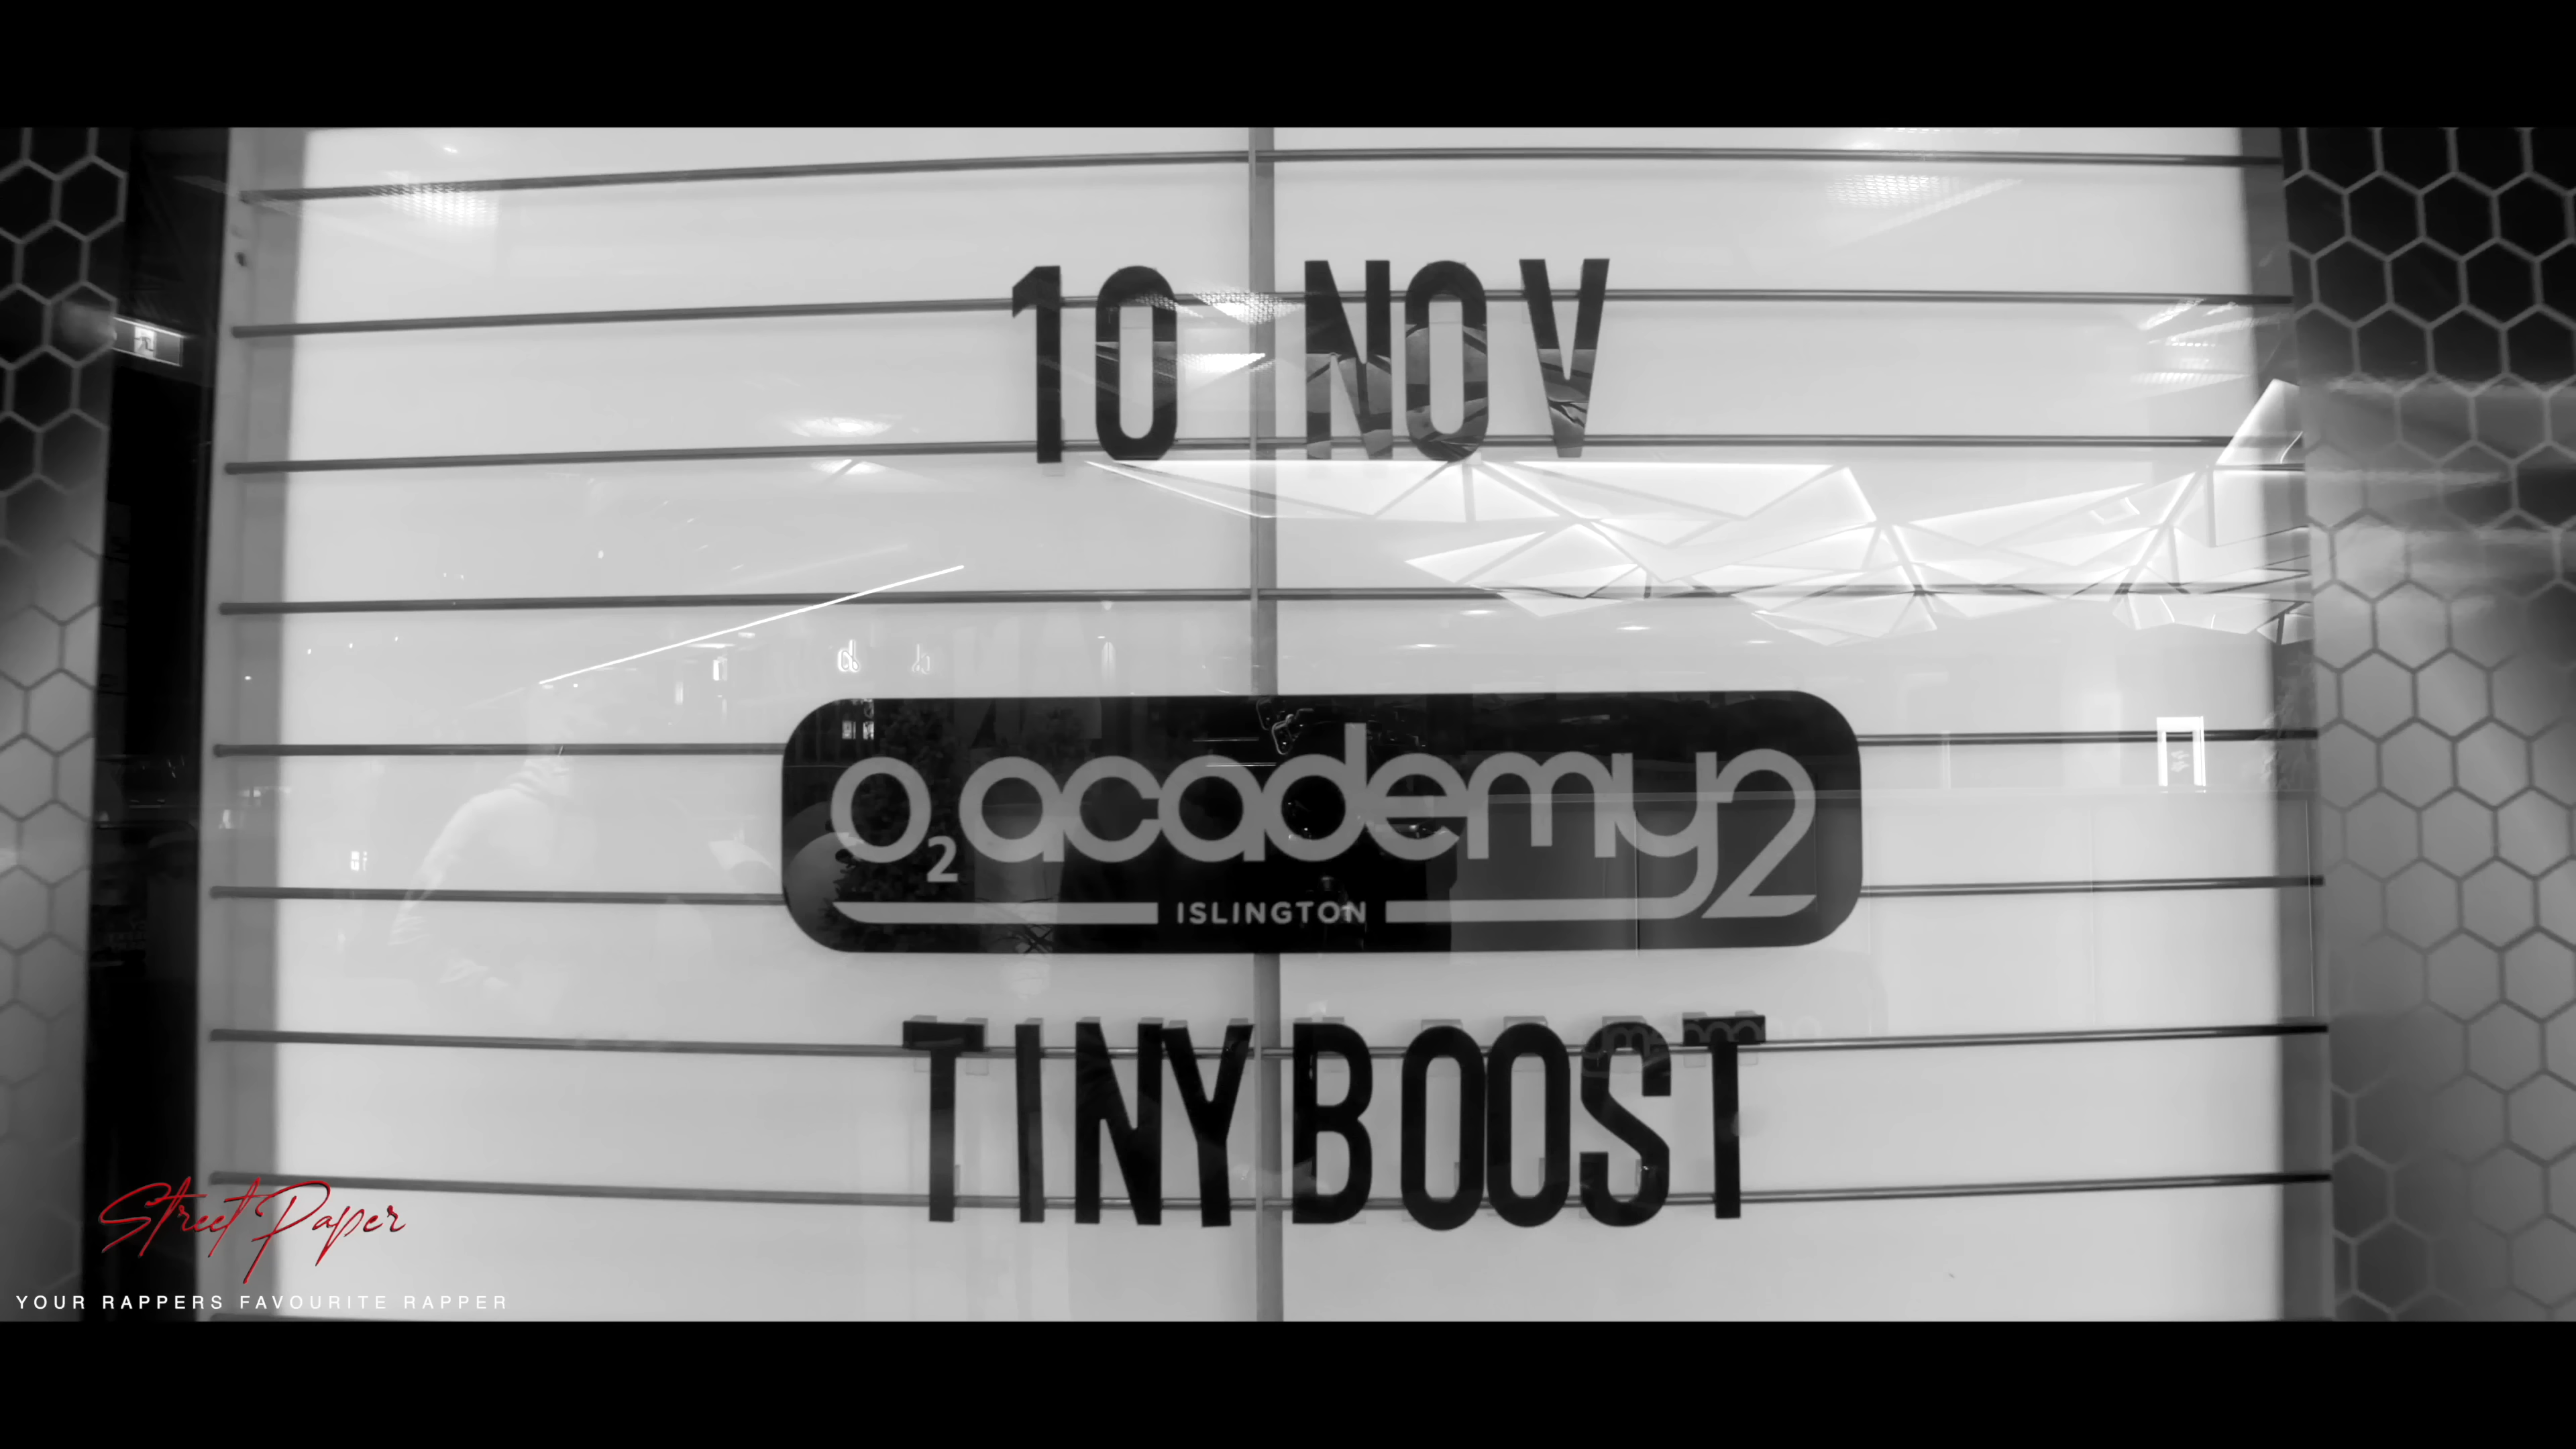 10 NOV
O2 academy2
ISLINGTON
TINY BOOST
Street Paper
YOUR RAPPERS FAVOURITE RAPPER